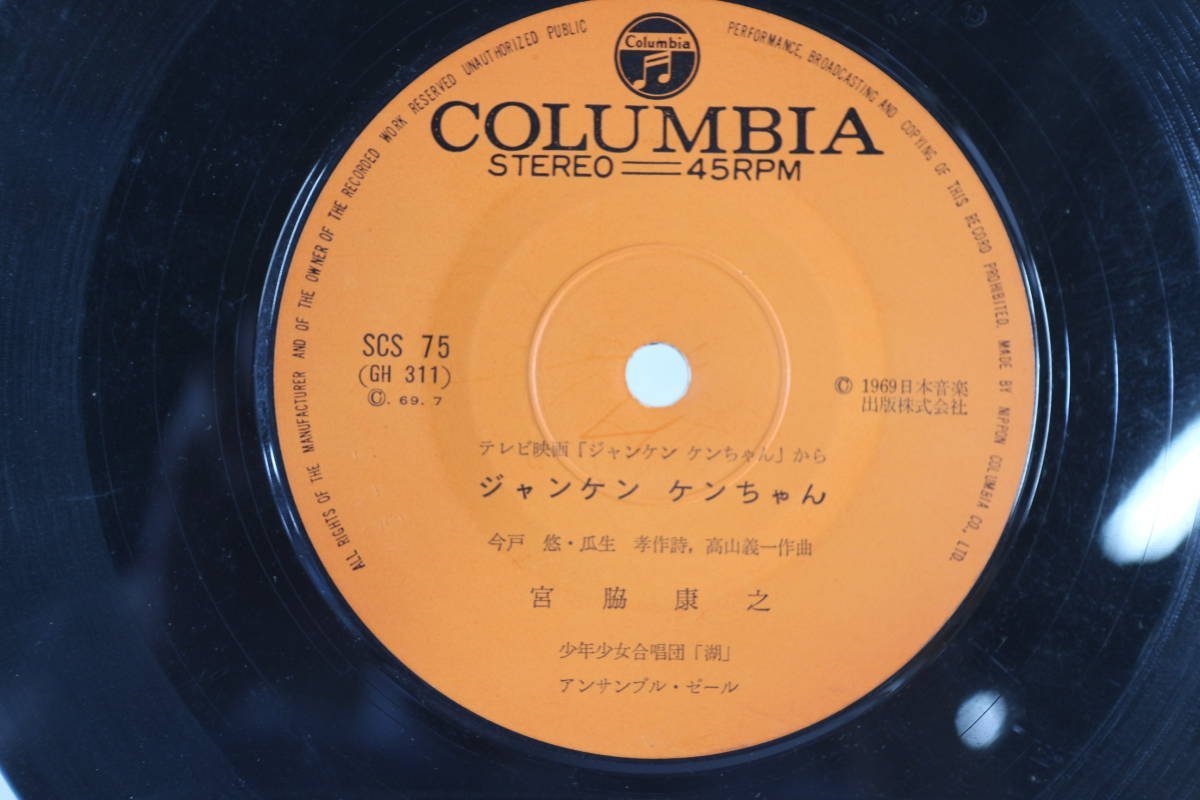 Columbia
COLUMBIA
STEREO 45RPM
ALL RIGHTS OF THE MANUFACTURER AND OF THE OWNER OF THE RECORDED WORK RESERVED UNAUTHORIZED PUBLIC PERFORMANCE, BROADCASTING AND COPYING OF THIS RECORD PROHIBITED. MADE BY NIPPON COLUMBIA CO., LTD.
SCS 75
(GH 311)
Ⓒ. 69. 7
© 1969日本音楽
出版株式会社
テレビ映画「ジャンケン ケンちゃん」から
ジャンケン ケンちゃん
今戸 悠・瓜生 孝作詩, 高山義一作曲
宮脇康之
少年少女合唱団「湖」
アンサンブル・ゼール